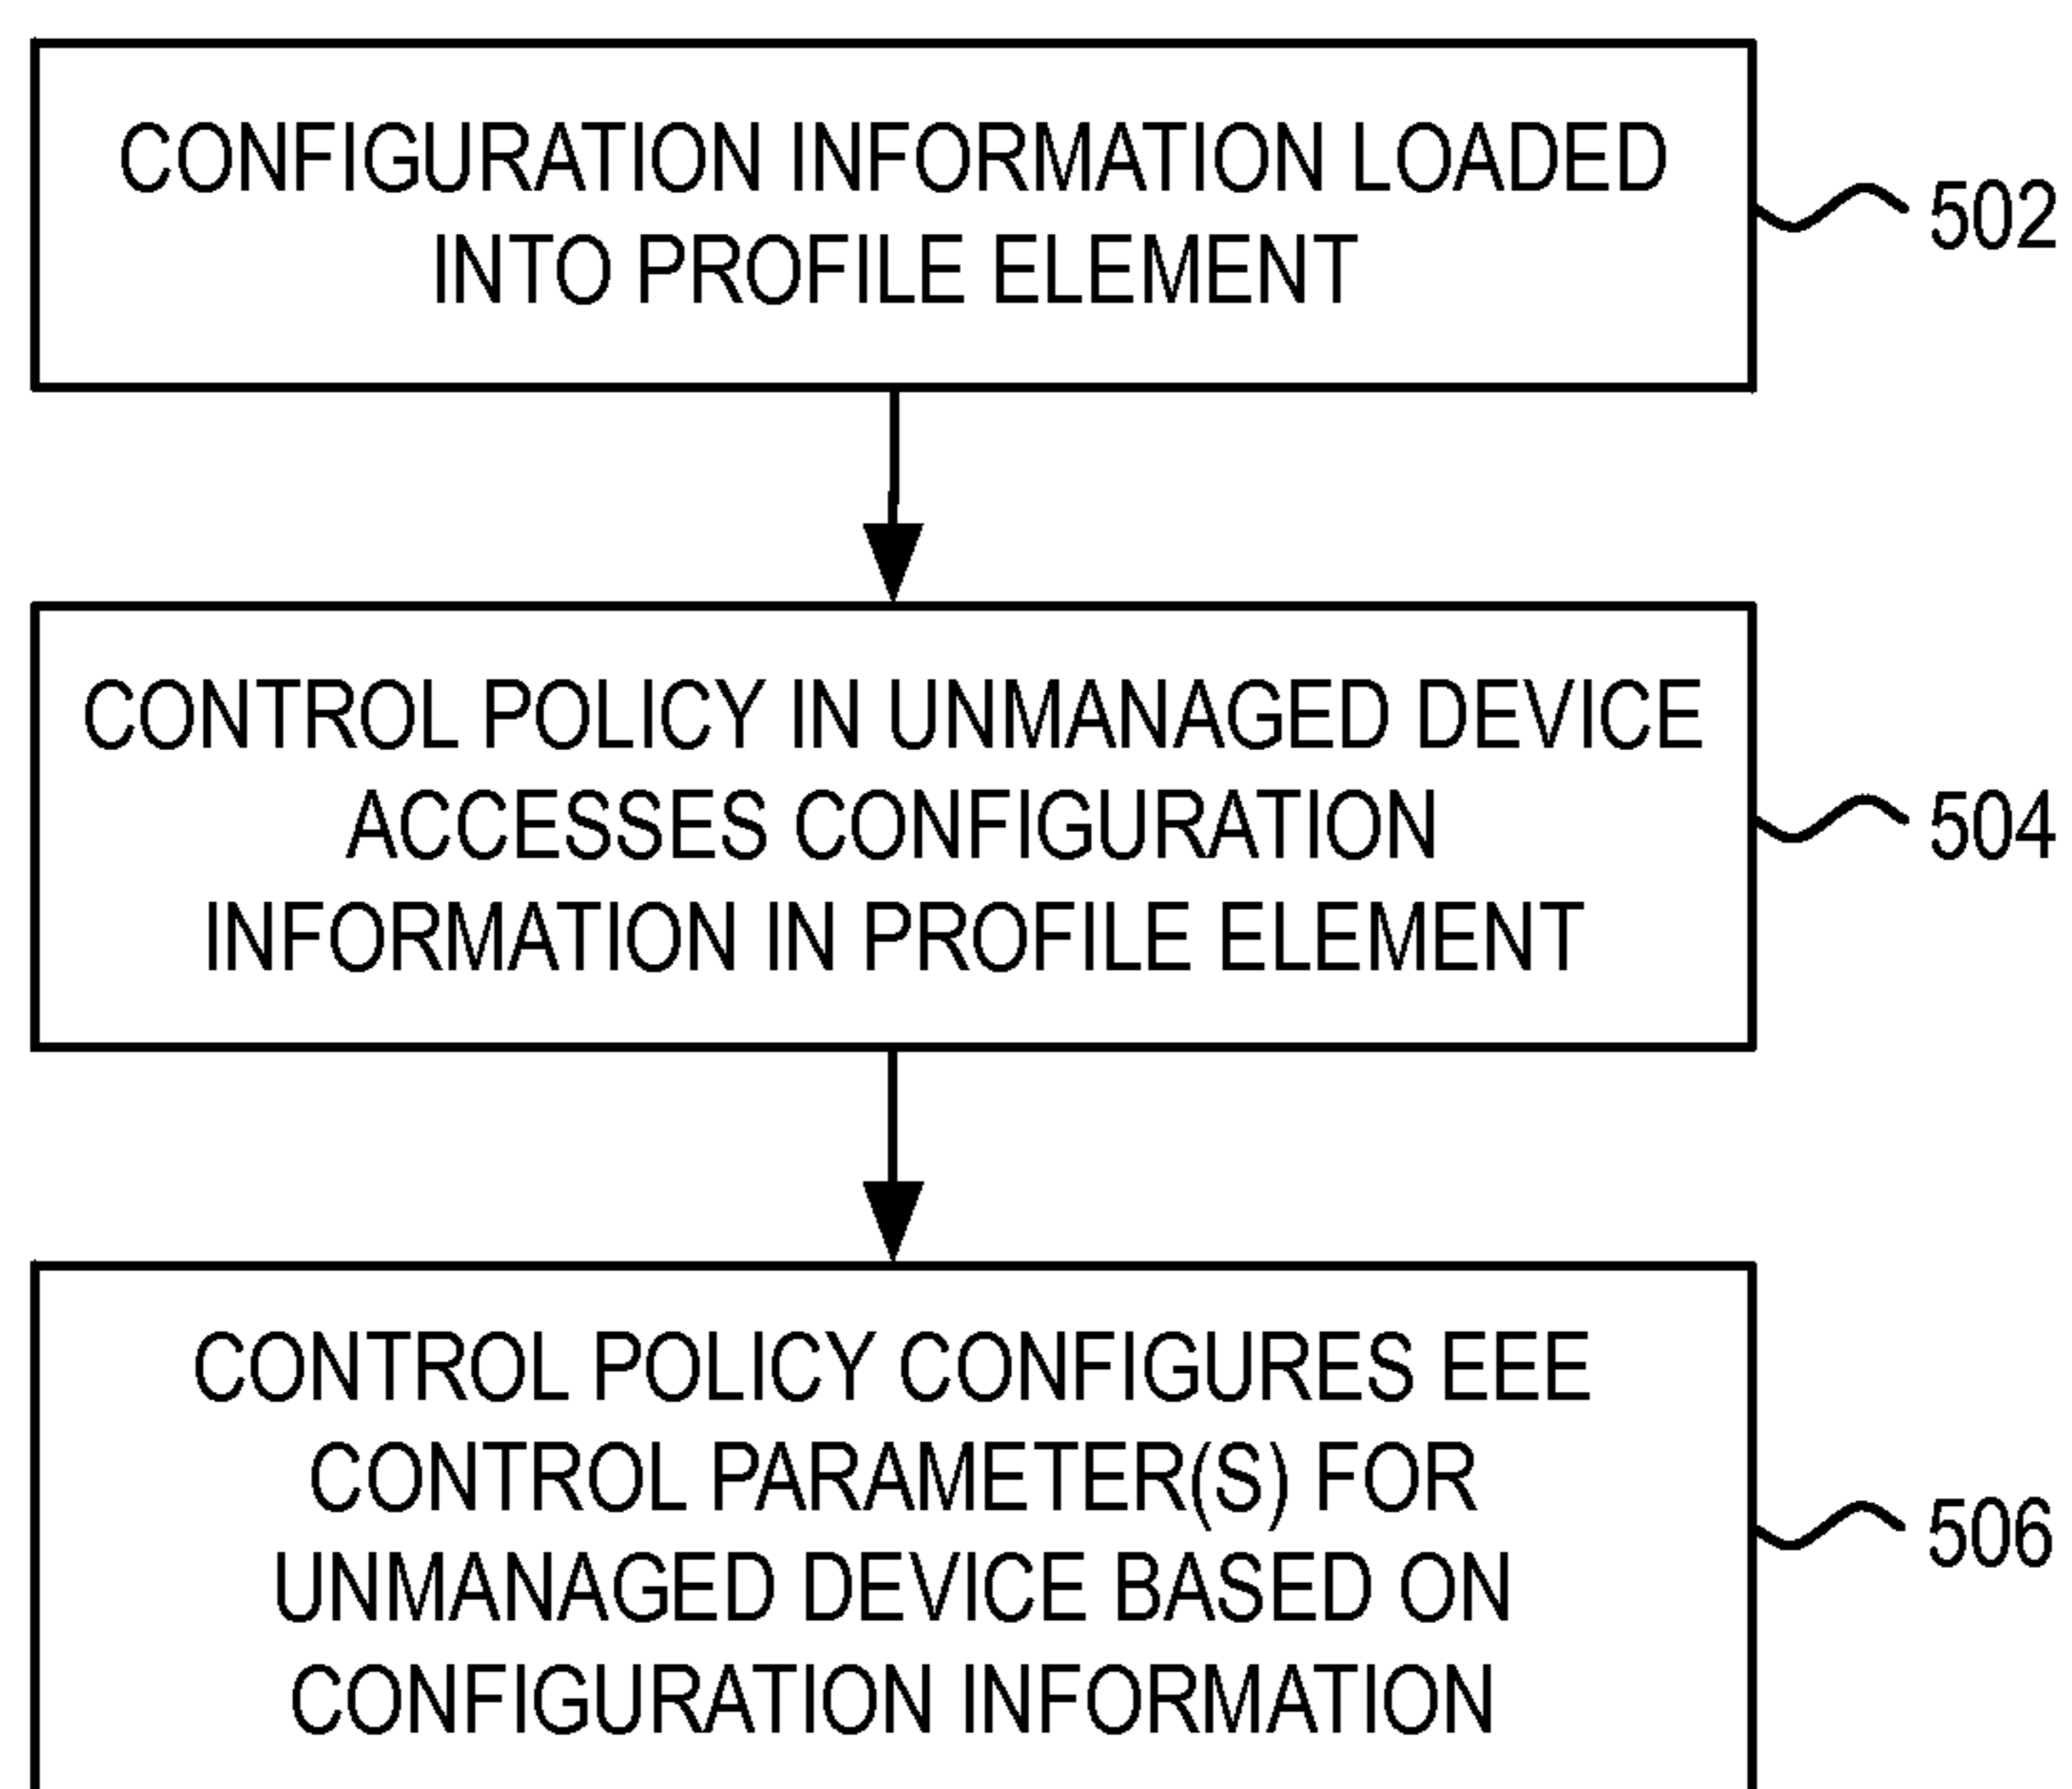 CONFIGURATION INFORMATION LOADED
INTO PROFILE ELEMENT
502
CONTROL POLICY IN UNMANAGED DEVICE
ACCESSES CONFIGURATION
INFORMATION IN PROFILE ELEMENT
504
CONTROL POLICY CONFIGURES EEE
CONTROL PARAMETER(S) FOR
UNMANAGED DEVICE BASED ON
CONFIGURATION INFORMATION
506